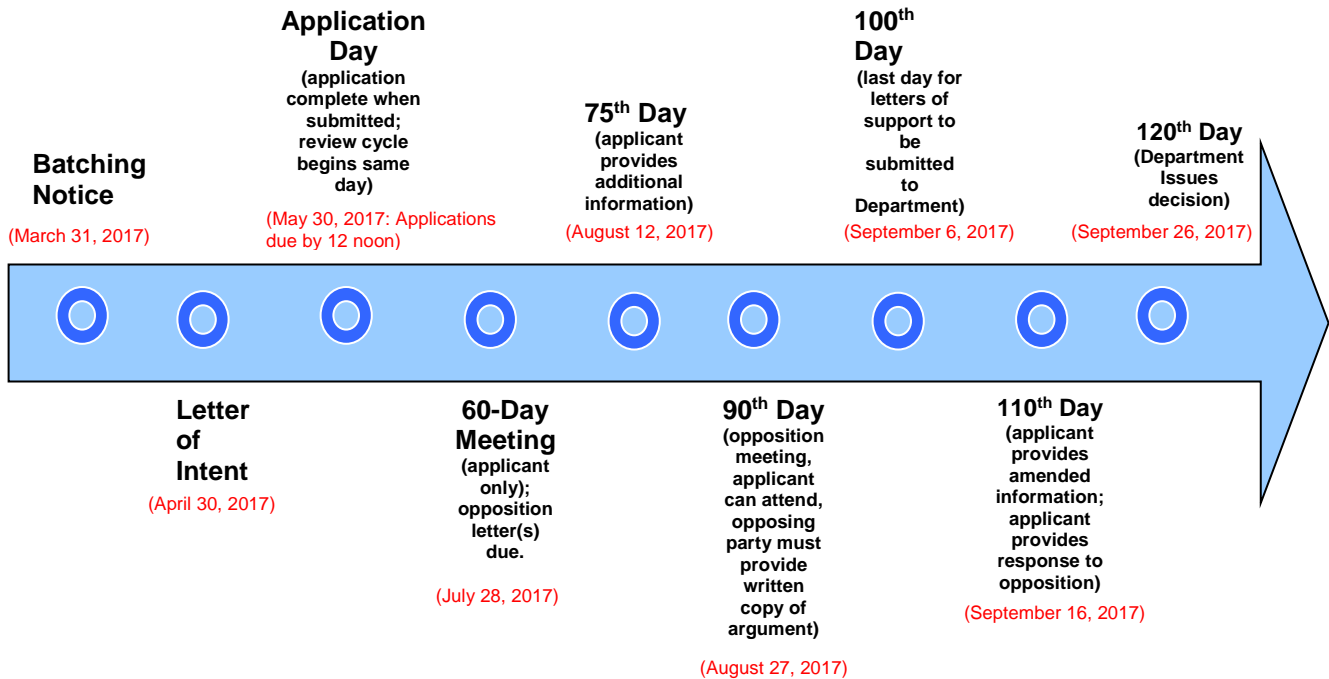 Batching
Notice
(March 31, 2017)
Letter
of
Intent
(April 30, 2017)
Application
Day
(application
complete when
submitted;
review cycle
begins same
day)
(May 30, 2017: Applications
due by 12 noon)
60-Day
Meeting
(applicant
only);
opposition
letter(s)
due.
(July 28, 2017)
75th Day
(applicant
provides
additional
information)
(August 12, 2017)
90th Day
(opposition
meeting,
applicant
can attend,
opposing
party must
provide
written
copy of
argument)
(August 27, 2017)
100th
Day
(last day for
letters of
support to
be
submitted
to
Department)
(September 6, 2017)
110th Day
(applicant
provides
amended
information;
applicant
provides
response to
opposition)
(September 16, 2017)
120th Day
(Department
Issues
decision)
(September 26, 2017)